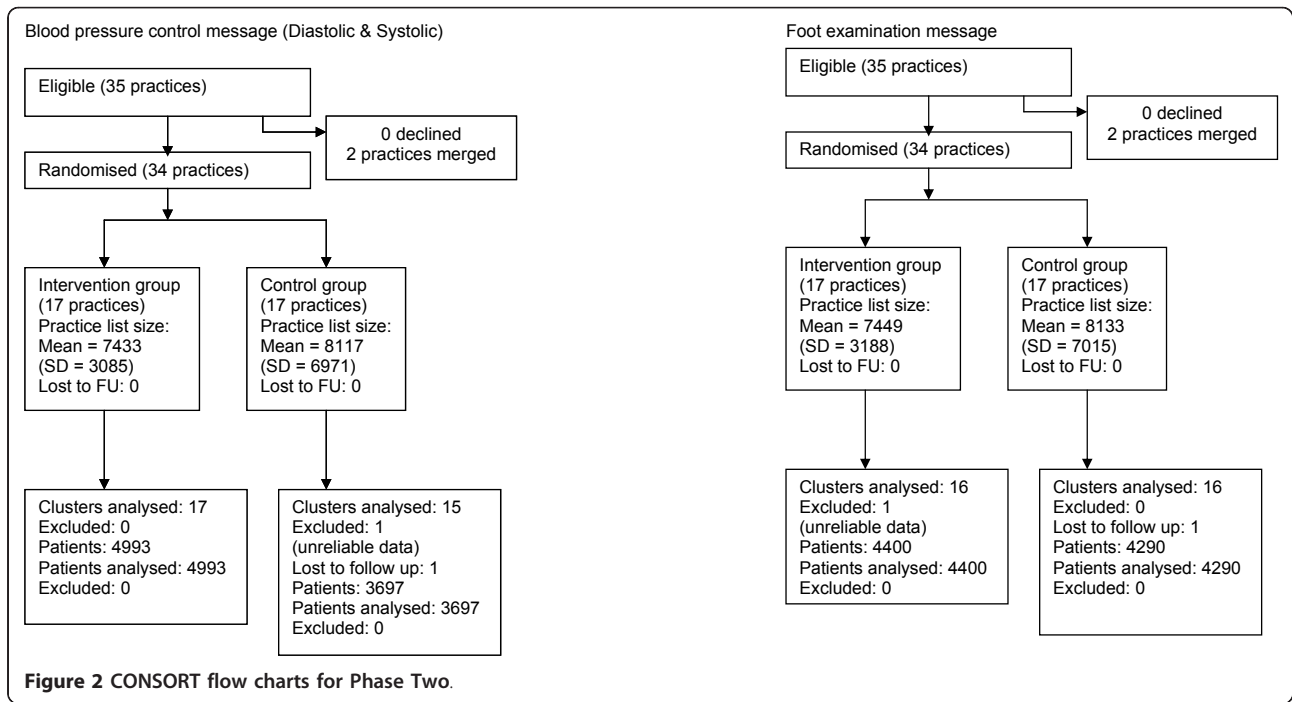 Blood pressure control message (Diastolic & Systolic)
Eligible (35 practices)
0 declined
2 practices merged
Randomised (34 practices)
Intervention group
(17 practices)
Practice list size:
Mean = 7433
(SD = 3085)
Lost to FU: 0
Control group
(17 practices)
Practice list size:
Mean = 8117
(SD = 6971)
Lost to FU: 0
Clusters analysed: 17
Excluded: 0
Patients: 4993
Patients analysed: 4993
Excluded: 0
Clusters analysed: 15
Excluded: 1
(unreliable data)
Lost to follow up: 1
Patients: 3697
Patients analysed: 3697
Excluded: 0
Foot examination message
Eligible (35 practices)
0 declined
2 practices merged
Randomised (34 practices)
Intervention group
(17 practices)
Practice list size:
Mean = 7449
(SD = 3188)
Lost to FU: 0
Control group
(17 practices)
Practice list size:
Mean = 8133
(SD = 7015)
Lost to FU: 0
Clusters analysed: 16
Excluded: 1
(unreliable data)
Patients: 4400
Patients analysed: 4400
Excluded: 0
Clusters analysed: 16
Excluded: 0
Lost to follow up: 1
Patients: 4290
Patients analysed: 4290
Excluded: 0
Figure 2 CONSORT flow charts for Phase Two.